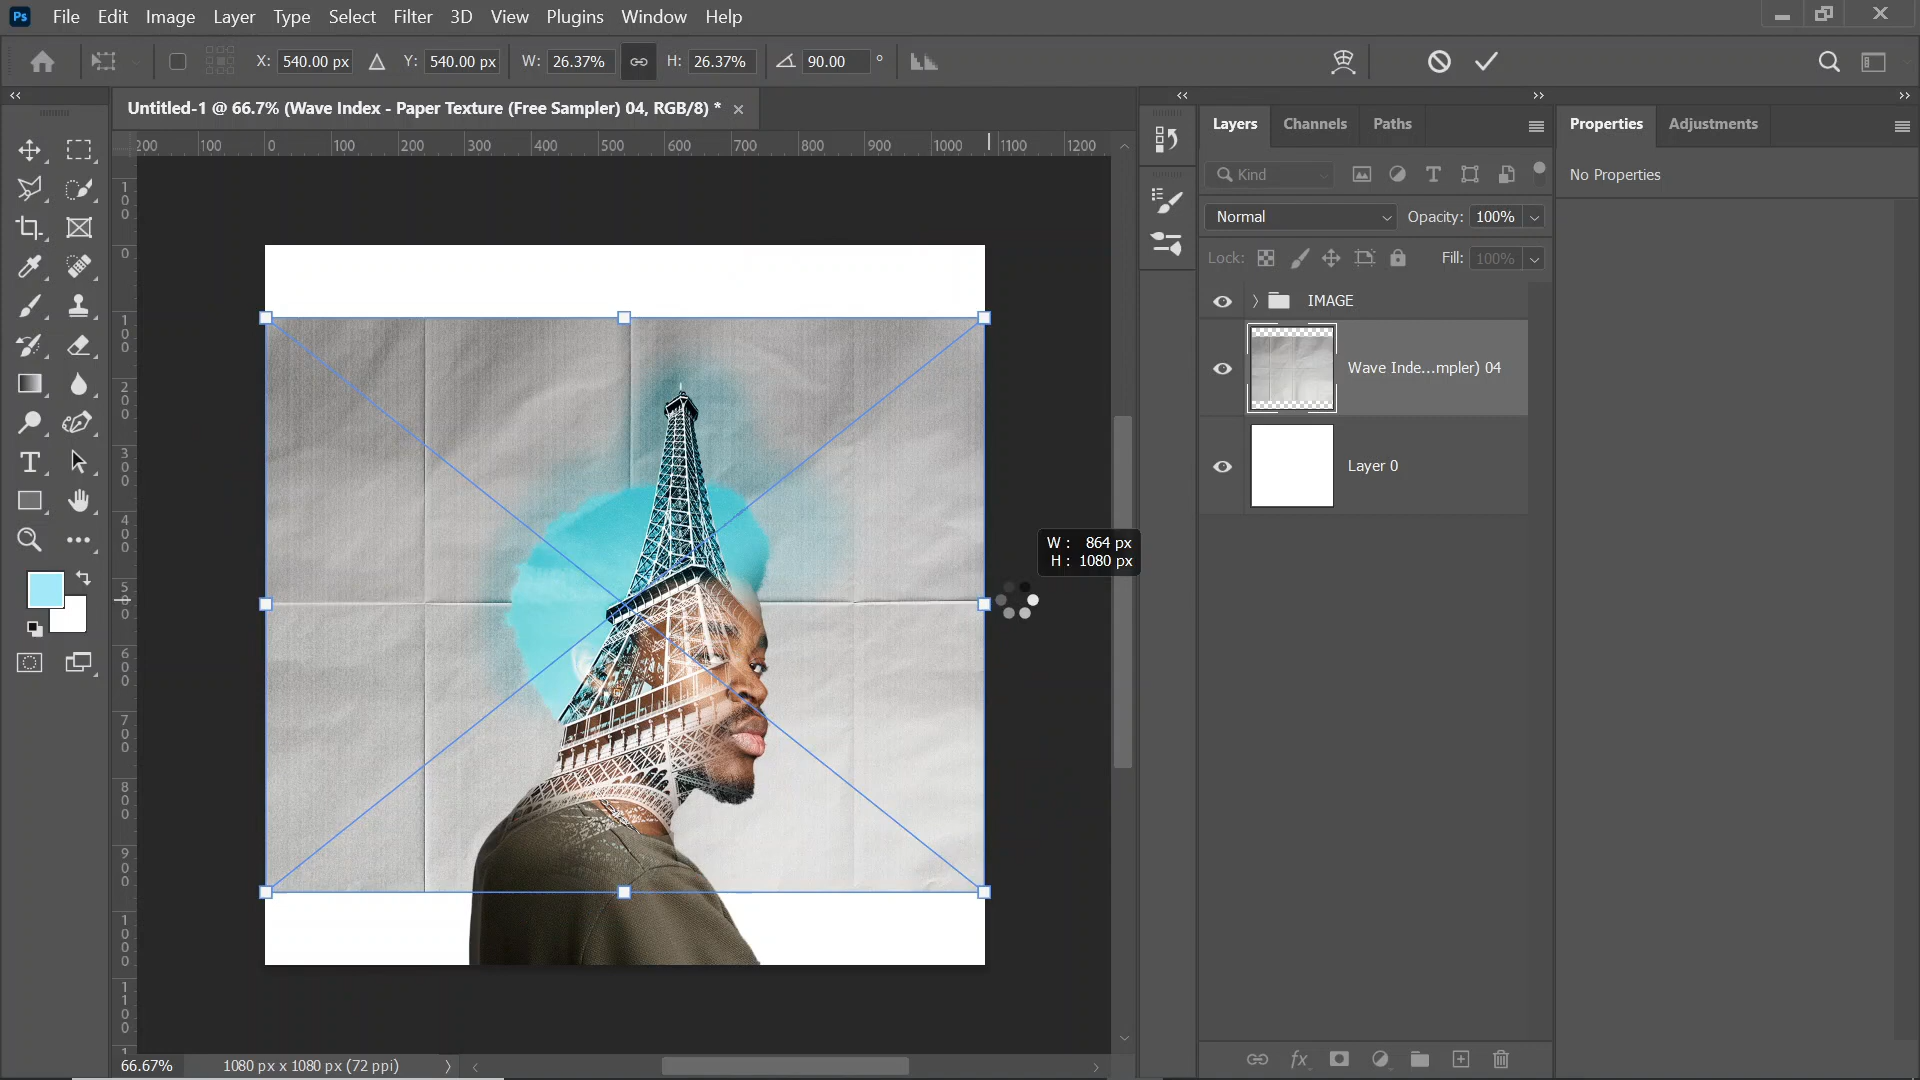 Ps File Edit Image Layer Type Select Filter 3D View Plugins Window Help
X: 540.00 px Y: 540.00 px W: 26.37% H: 26.37% 90.00 °
Untitled-1 @ 66.7% (Wave Index - Paper Texture (Free Sampler) 04, RGB/8) *
Layers Channels Paths
Properties Adjustments
200 100 0 100 200 300 400 500 600 700 800 900 1000 1100 1200
Kind
No Properties
Normal Opacity: 100%
Lock: Fill: 100%
IMAGE
Wave Inde...mpler) 04
Layer 0
W : 864 px
H : 1080 px
100
0
100
200
300
400
500
600
700
800
900
1000
1100
1
66.67% 1080 px x 1080 px (72 ppi)
fx